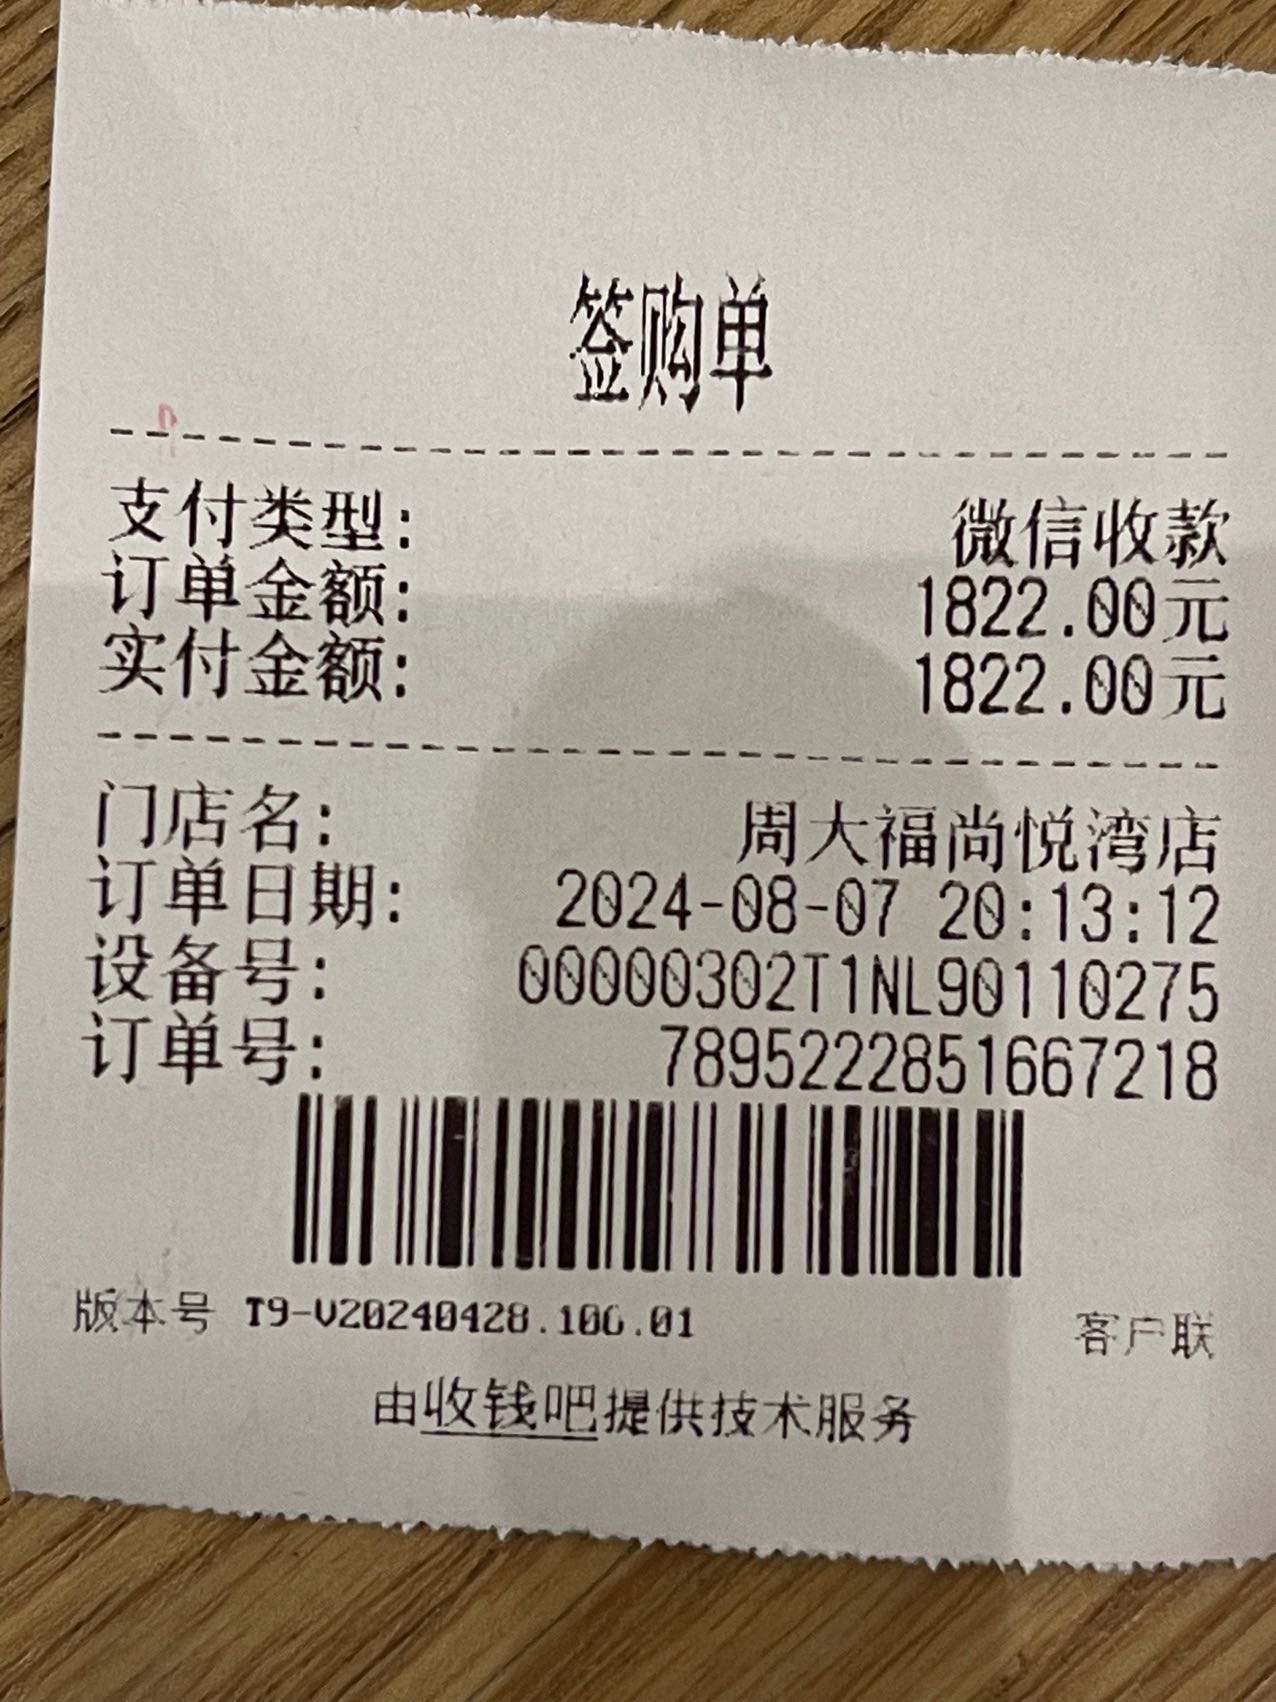 签购单
支付类型: 微信收款
订单金额: 1822.00元
实付金额: 1822.00元
门店名: 周大福尚悦湾店
订单日期: 2024-08-07 20:13:12
设备号: 00000302T1NL90110275
订单号: 7895222851667218
版本号 T9-V20240428.100.01 客户联
由收钱吧提供技术服务